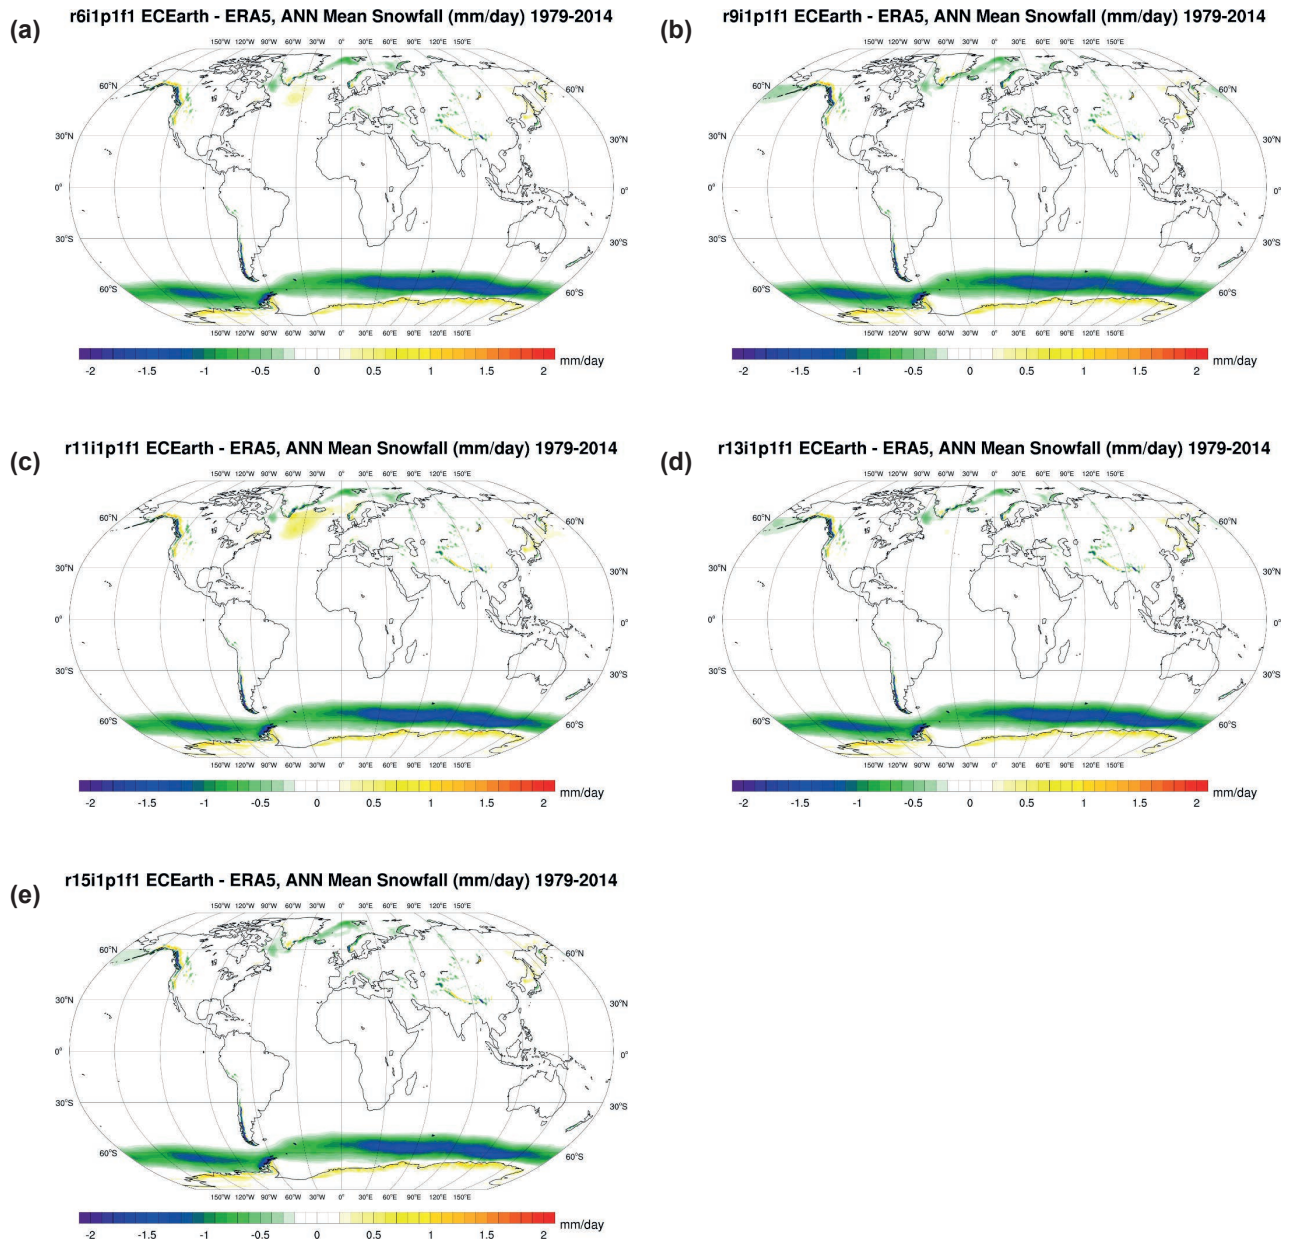 (a)
r6i1p1f1 ECEarth - ERA5, ANN Mean Snowfall (mm/day) 1979-2014
150°W 120°W 90°W 60°W 30°W 0° 30°E 60°E 90°E 120°E 150°E
60°N 60°N
30°N 30°N
0° 0°
30°S 30°S
60°S 60°S
150°W 120°W 90°W 60°W 30°W 0° 30°E 60°E 90°E 120°E 150°E
-2 -1.5 -1 -0.5 0 0.5 1 1.5 2 mm/day
(b)
r9i1p1f1 ECEarth - ERA5, ANN Mean Snowfall (mm/day) 1979-2014
150°W 120°W 90°W 60°W 30°W 0° 30°E 60°E 90°E 120°E 150°E
60°N 60°N
30°N 30°N
0° 0°
30°S 30°S
60°S 60°S
150°W 120°W 90°W 60°W 30°W 0° 30°E 60°E 90°E 120°E 150°E
-2 -1.5 -1 -0.5 0 0.5 1 1.5 2 mm/day
(c)
r11i1p1f1 ECEarth - ERA5, ANN Mean Snowfall (mm/day) 1979-2014
150°W 120°W 90°W 60°W 30°W 0° 30°E 60°E 90°E 120°E 150°E
60°N 60°N
30°N 30°N
0° 0°
30°S 30°S
60°S 60°S
150°W 120°W 90°W 60°W 30°W 0° 30°E 60°E 90°E 120°E 150°E
-2 -1.5 -1 -0.5 0 0.5 1 1.5 2 mm/day
(d)
r13i1p1f1 ECEarth - ERA5, ANN Mean Snowfall (mm/day) 1979-2014
150°W 120°W 90°W 60°W 30°W 0° 30°E 60°E 90°E 120°E 150°E
60°N 60°N
30°N 30°N
0° 0°
30°S 30°S
60°S 60°S
150°W 120°W 90°W 60°W 30°W 0° 30°E 60°E 90°E 120°E 150°E
-2 -1.5 -1 -0.5 0 0.5 1 1.5 2 mm/day
(e)
r15i1p1f1 ECEarth - ERA5, ANN Mean Snowfall (mm/day) 1979-2014
150°W 120°W 90°W 60°W 30°W 0° 30°E 60°E 90°E 120°E 150°E
60°N 60°N
30°N 30°N
0° 0°
30°S 30°S
60°S 60°S
150°W 120°W 90°W 60°W 30°W 0° 30°E 60°E 90°E 120°E 150°E
-2 -1.5 -1 -0.5 0 0.5 1 1.5 2 mm/day